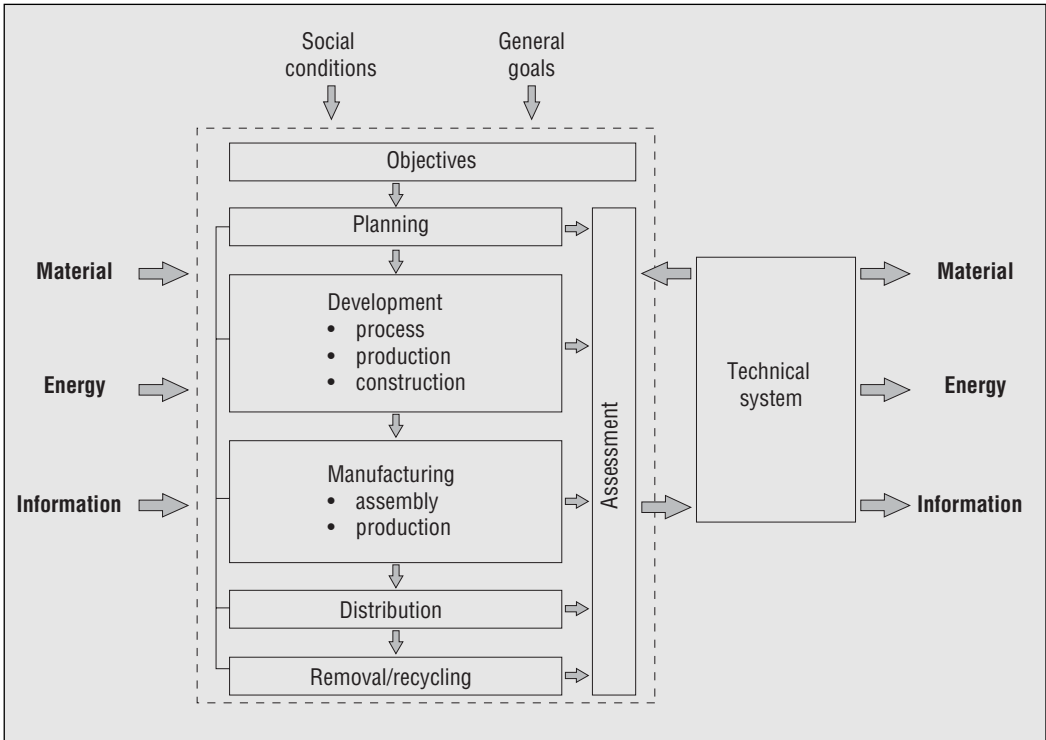 Social
conditions
General
goals
Objectives
Planning
Material
Development
• process
• production
• construction
Energy
Manufacturing
• assembly
• production
Information
Distribution
Removal/recycling
Assessment
Technical
system
Material
Energy
Information